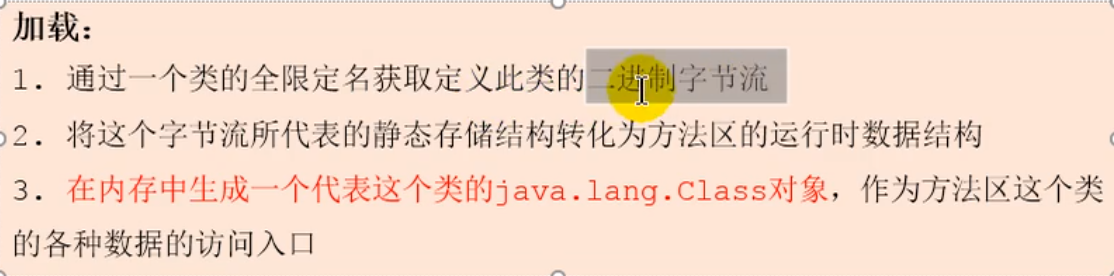 加载：
1. 通过一个类的全限定名获取定义此类的二进制字节流
2. 将这个字节流所代表的静态存储结构转化为方法区的运行时数据结构
3. 在内存中生成一个代表这个类的java.lang.Class对象，作为方法区这个类
的各种数据的访问入口